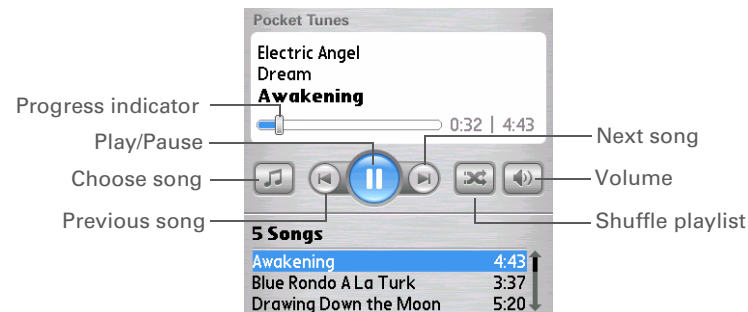 Pocket Tunes
Electric Angel
Dream
Awakening
0:32 | 4:43
Progress indicator
Play/Pause
Choose song
Previous song
Next song
Volume
Shuffle playlist
5 Songs
Awakening 4:43
Blue Rondo A La Turk 3:37
Drawing Down the Moon 5:20